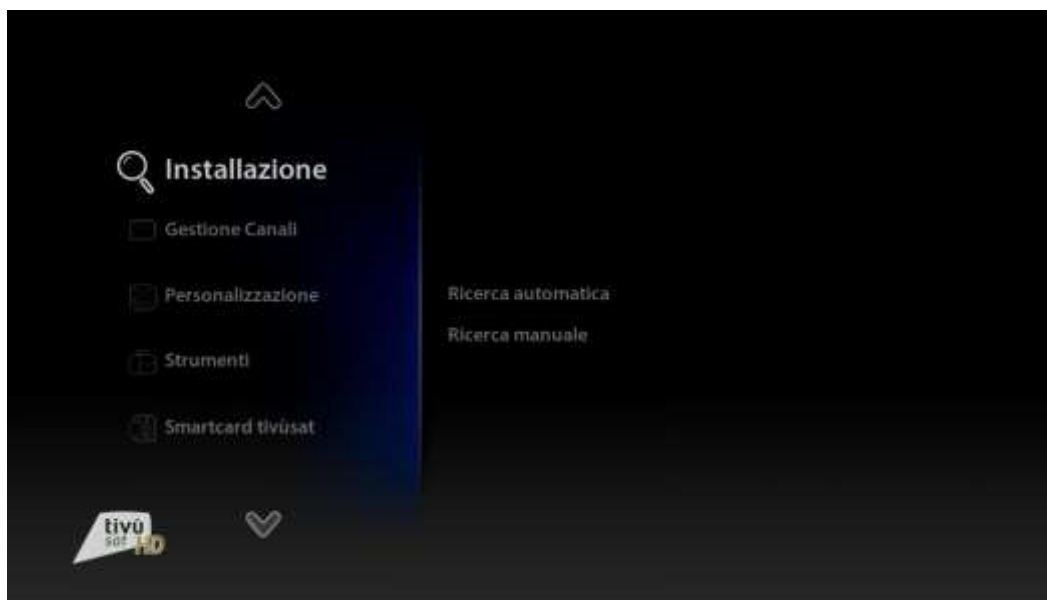 Installazione
Gestione Canali
Personalizzazione
Strumenti
Smartcard tivùsat
Ricerca automatica
Ricerca manuale
tivù
sat HD